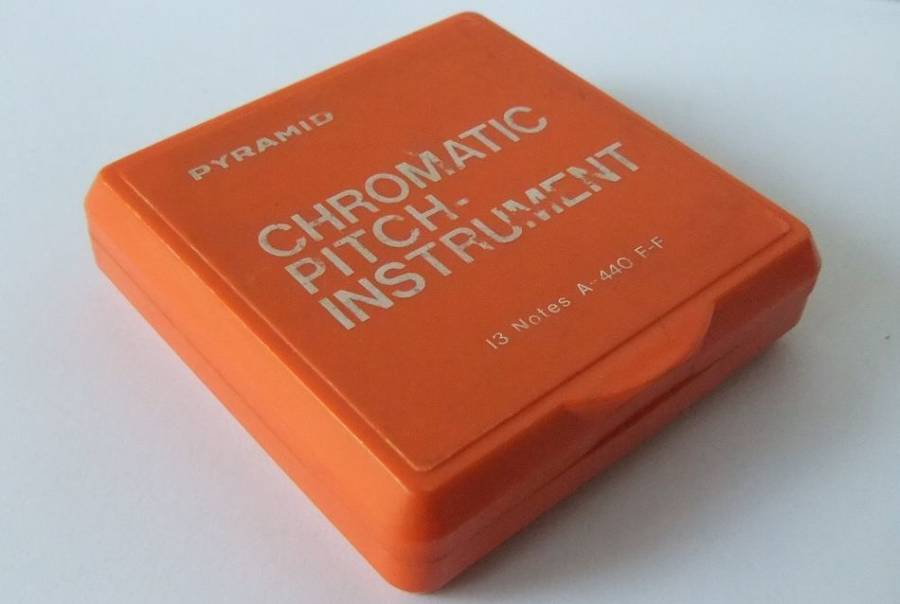 PYRAMID
CHROMATIC
PITCH-
INSTRUMENT
13 Notes A-440 F-F